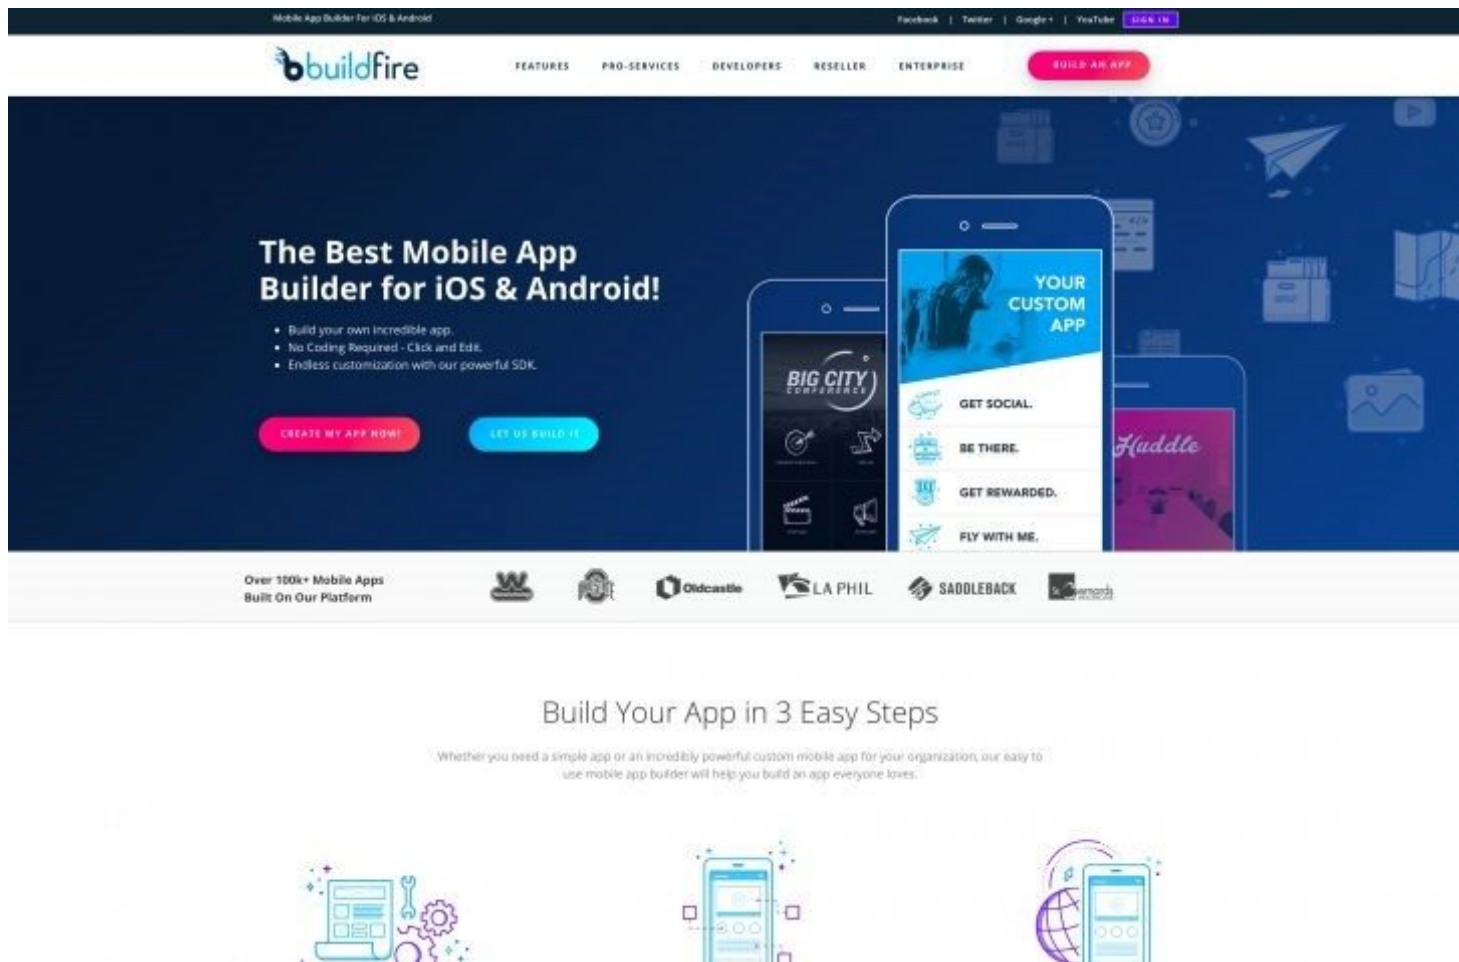 Mobile App Builder For iOS & Android
Facebook | Twitter | Google + | YouTube SIGN IN
buildfire
FEATURES PRO-SERVICES DEVELOPERS RESELLER ENTERPRISE BUILD AN APP
The Best Mobile App
Builder for iOS & Android!
Build your own incredible app.
No Coding Required - Click and Edit.
Endless customization with our powerful SDK.
CREATE MY APP NOW! LET US BUILD IT
YOUR
CUSTOM
APP
BIG CITY
CONFERENCE
GET SOCIAL.
BE THERE.
GET REWARDED.
FLY WITH ME.
Huddle
Over 100k+ Mobile Apps
Built On Our Platform
Oldcastle LA PHIL SADDLEBACK
Build Your App in 3 Easy Steps
Whether you need a simple app or an incredibly powerful custom mobile app for your organization, our easy to
use mobile app builder will help you build an app everyone loves.